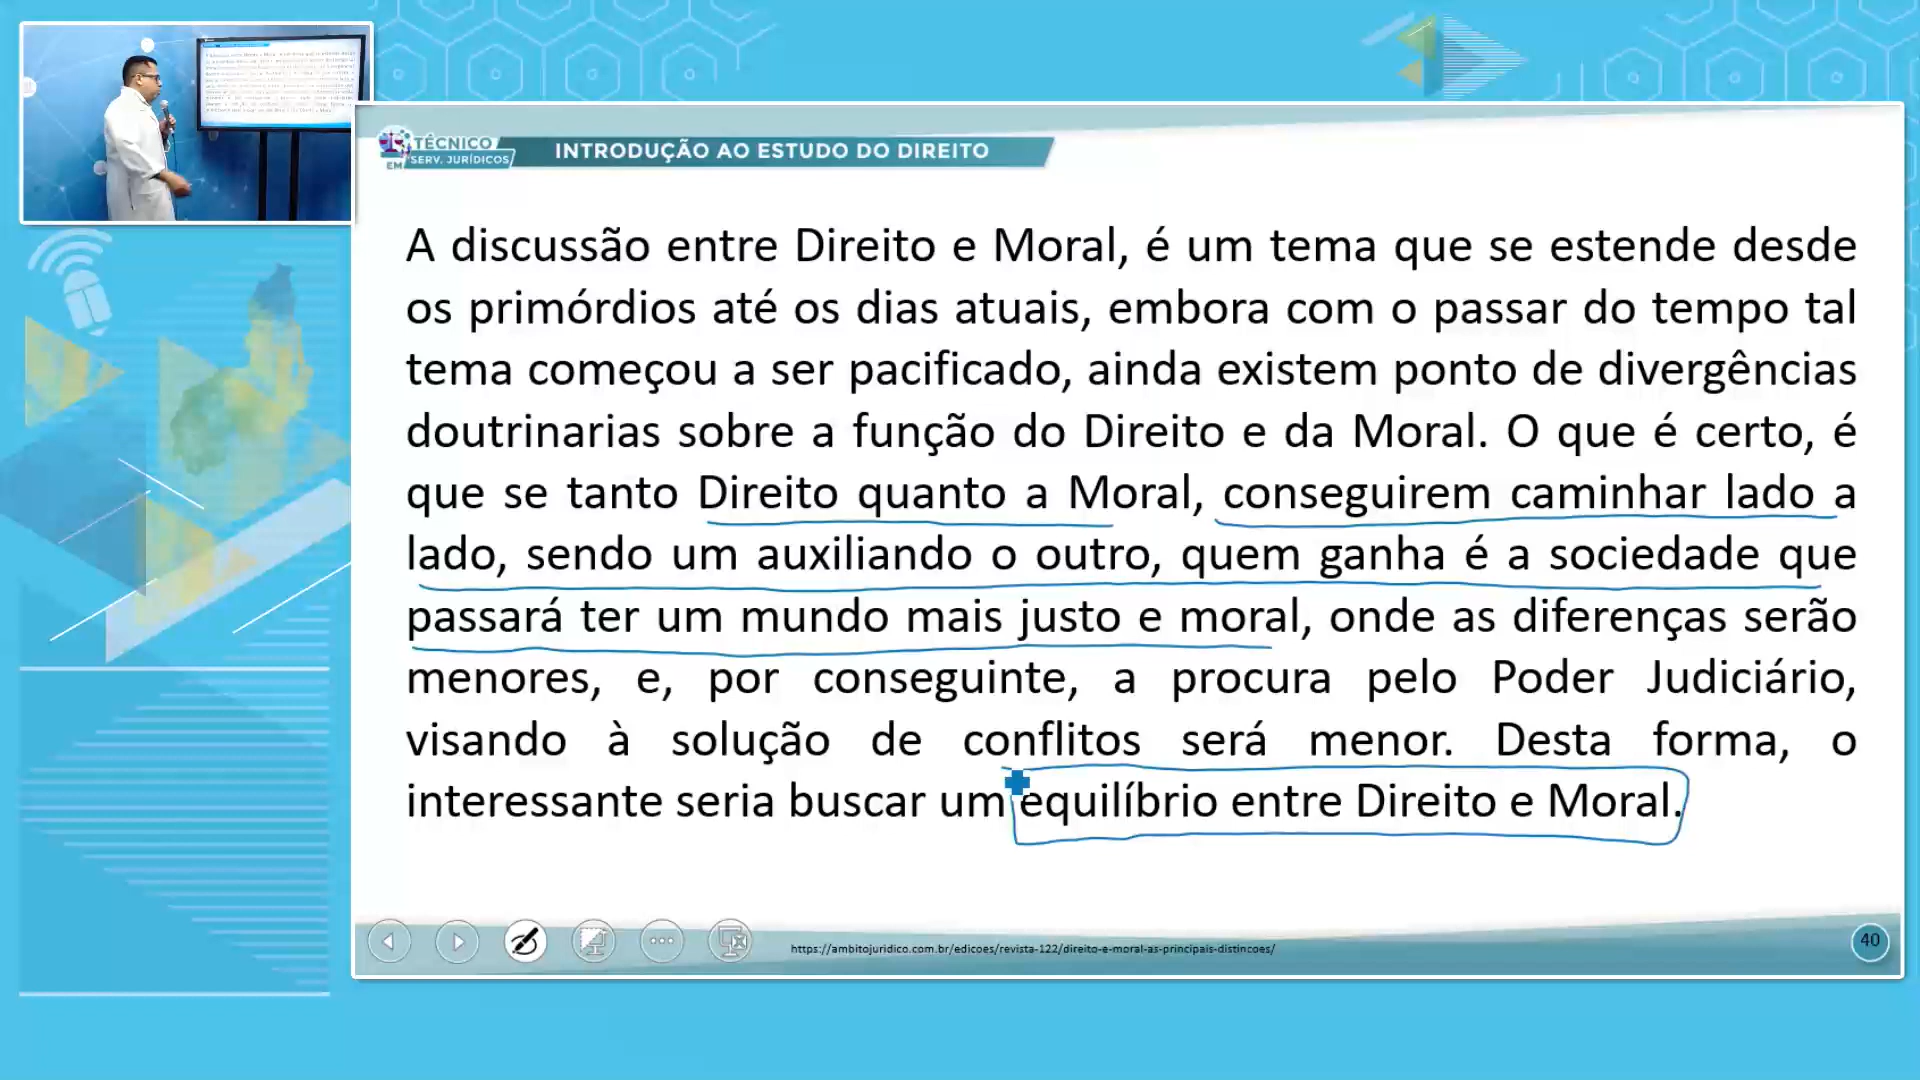 TÉCNICO
EM SERV. JURÍDICOS
INTRODUÇÃO AO ESTUDO DO DIREITO
A discussão entre Direito e Moral, é um tema que se estende desde
os primórdios até os dias atuais, embora com o passar do tempo tal
tema começou a ser pacificado, ainda existem ponto de divergências
doutrinarias sobre a função do Direito e da Moral. O que é certo, é
que se tanto Direito quanto a Moral, conseguirem caminhar lado a
lado, sendo um auxiliando o outro, quem ganha é a sociedade que
passará ter um mundo mais justo e moral, onde as diferenças serão
menores, e, por conseguinte, a procura pelo Poder Judiciário,
visando à solução de conflitos será menor. Desta forma, o
interessante seria buscar um equilíbrio entre Direito e Moral.
https://ambitojuridico.com.br/edicoes/revista-122/direito-e-moral-as-principais-distincoes/
40